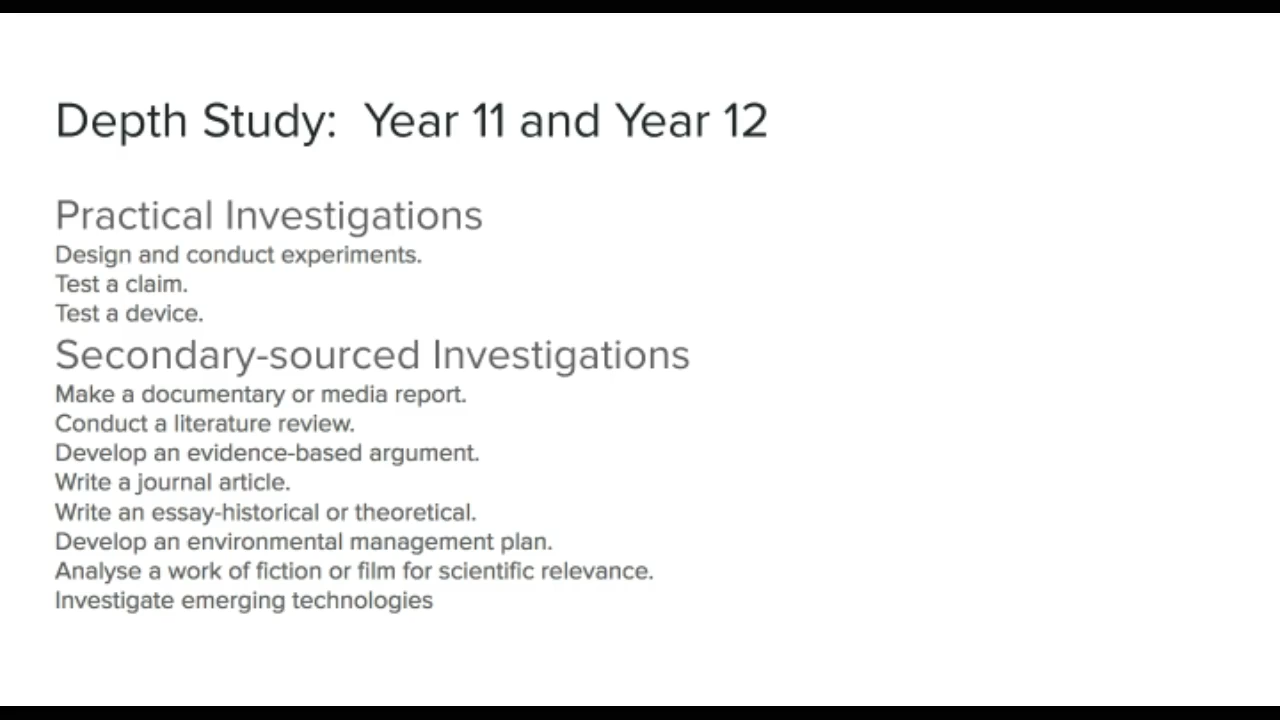 Depth Study: Year 11 and Year 12
Practical Investigations
Design and conduct experiments.
Test a claim.
Test a device.
Secondary-sourced Investigations
Make a documentary or media report.
Conduct a literature review.
Develop an evidence-based argument.
Write a journal article.
Write an essay-historical or theoretical.
Develop an environmental management plan.
Analyse a work of fiction or film for scientific relevance.
Investigate emerging technologies